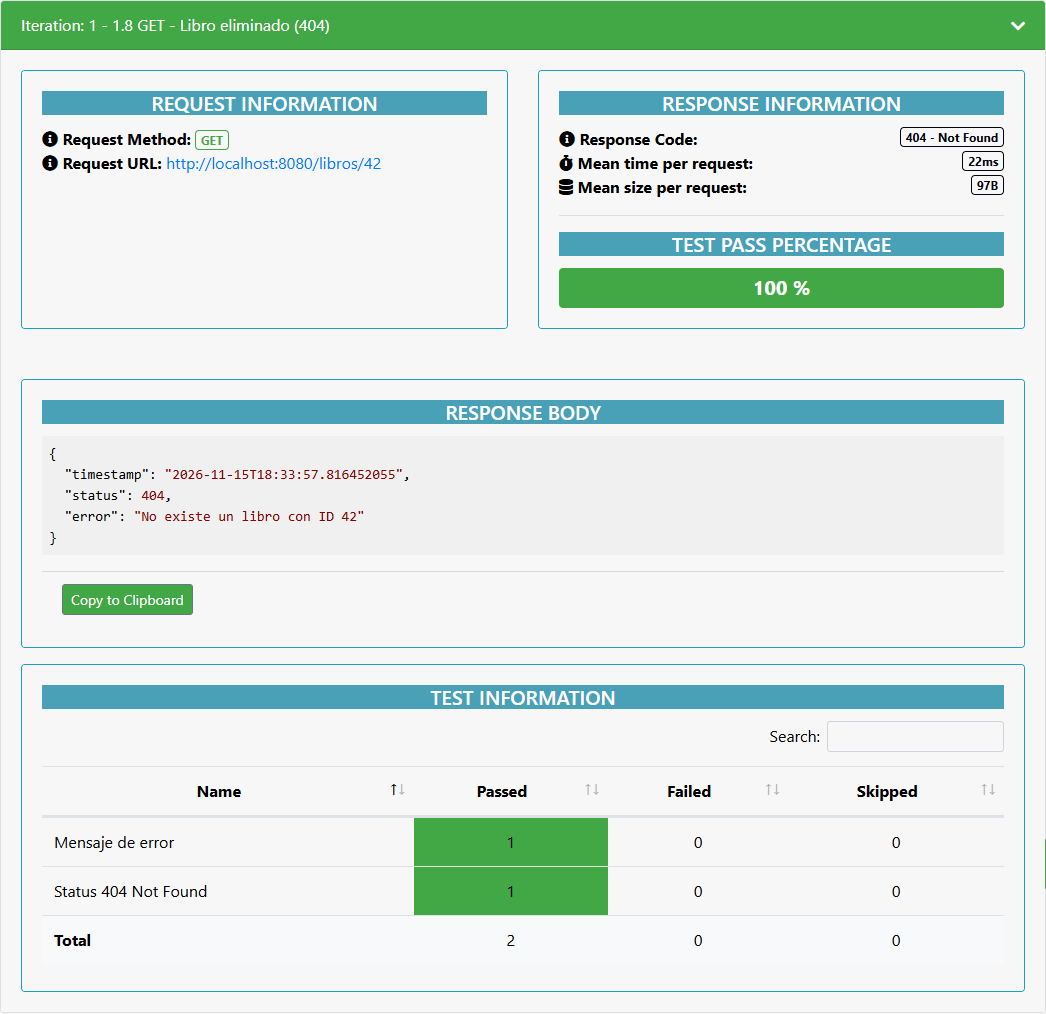 Iteration: 1 - 1.8 GET - Libro eliminado (404)
REQUEST INFORMATION
Request Method: GET
Request URL: http://localhost:8080/libros/42
RESPONSE INFORMATION
Response Code: 404 - Not Found
Mean time per request: 22ms
Mean size per request: 97B
TEST PASS PERCENTAGE
100 %
RESPONSE BODY
{
  "timestamp": "2026-11-15T18:33:57.816452055",
  "status": 404,
  "error": "No existe un libro con ID 42"
}
Copy to Clipboard
TEST INFORMATION
Search:
Name Passed Failed Skipped
Mensaje de error 1 0 0
Status 404 Not Found 1 0 0
Total 2 0 0